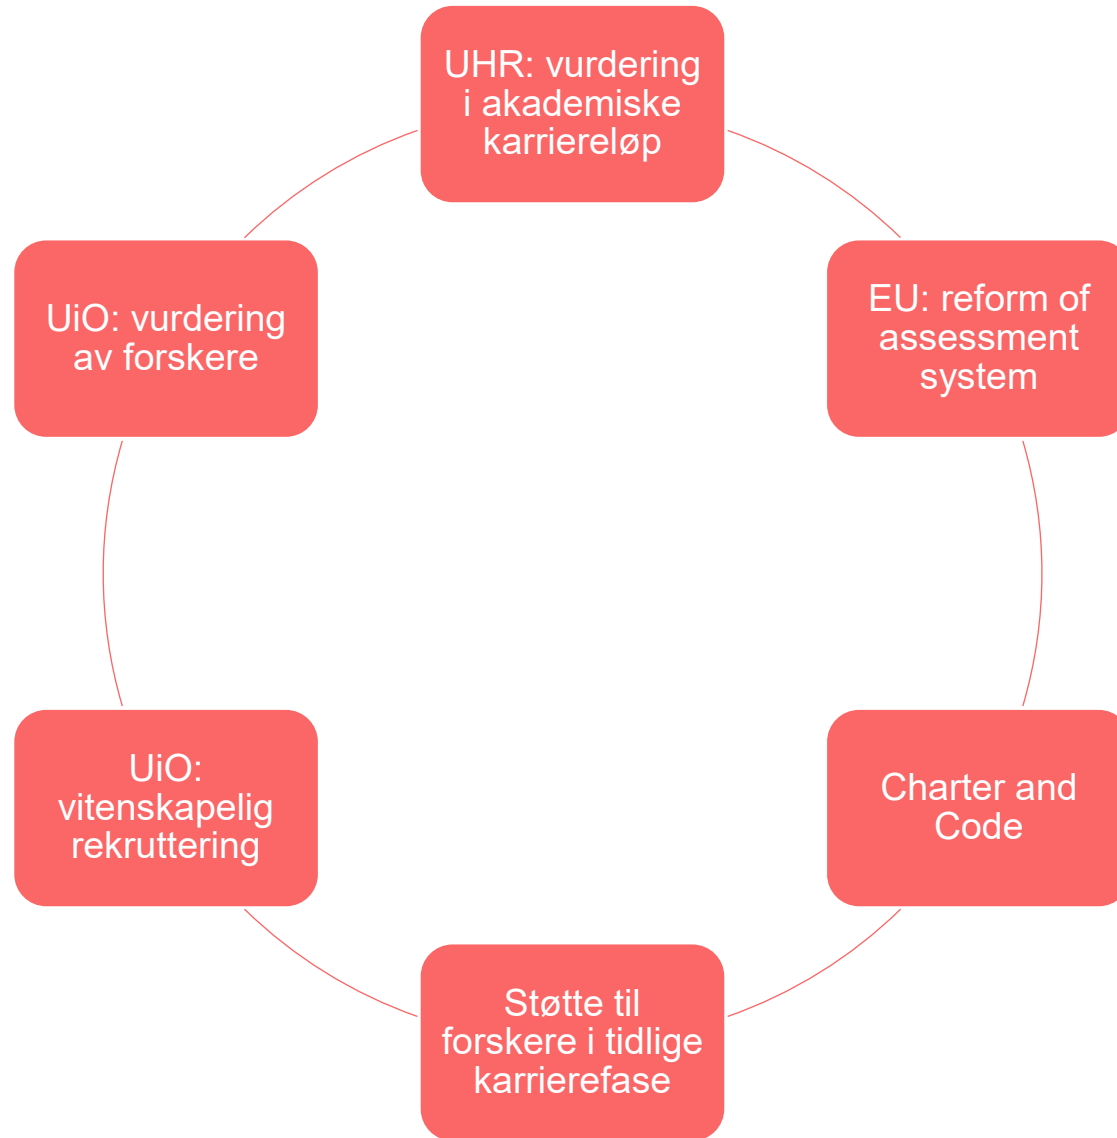 UHR: vurdering
i akademiske
karriereløp
UiO: vurdering
av forskere
EU: reform of
assessment
system
UiO:
vitenskapelig
rekruttering
Charter and
Code
Støtte til
forskere i tidlige
karrierefase